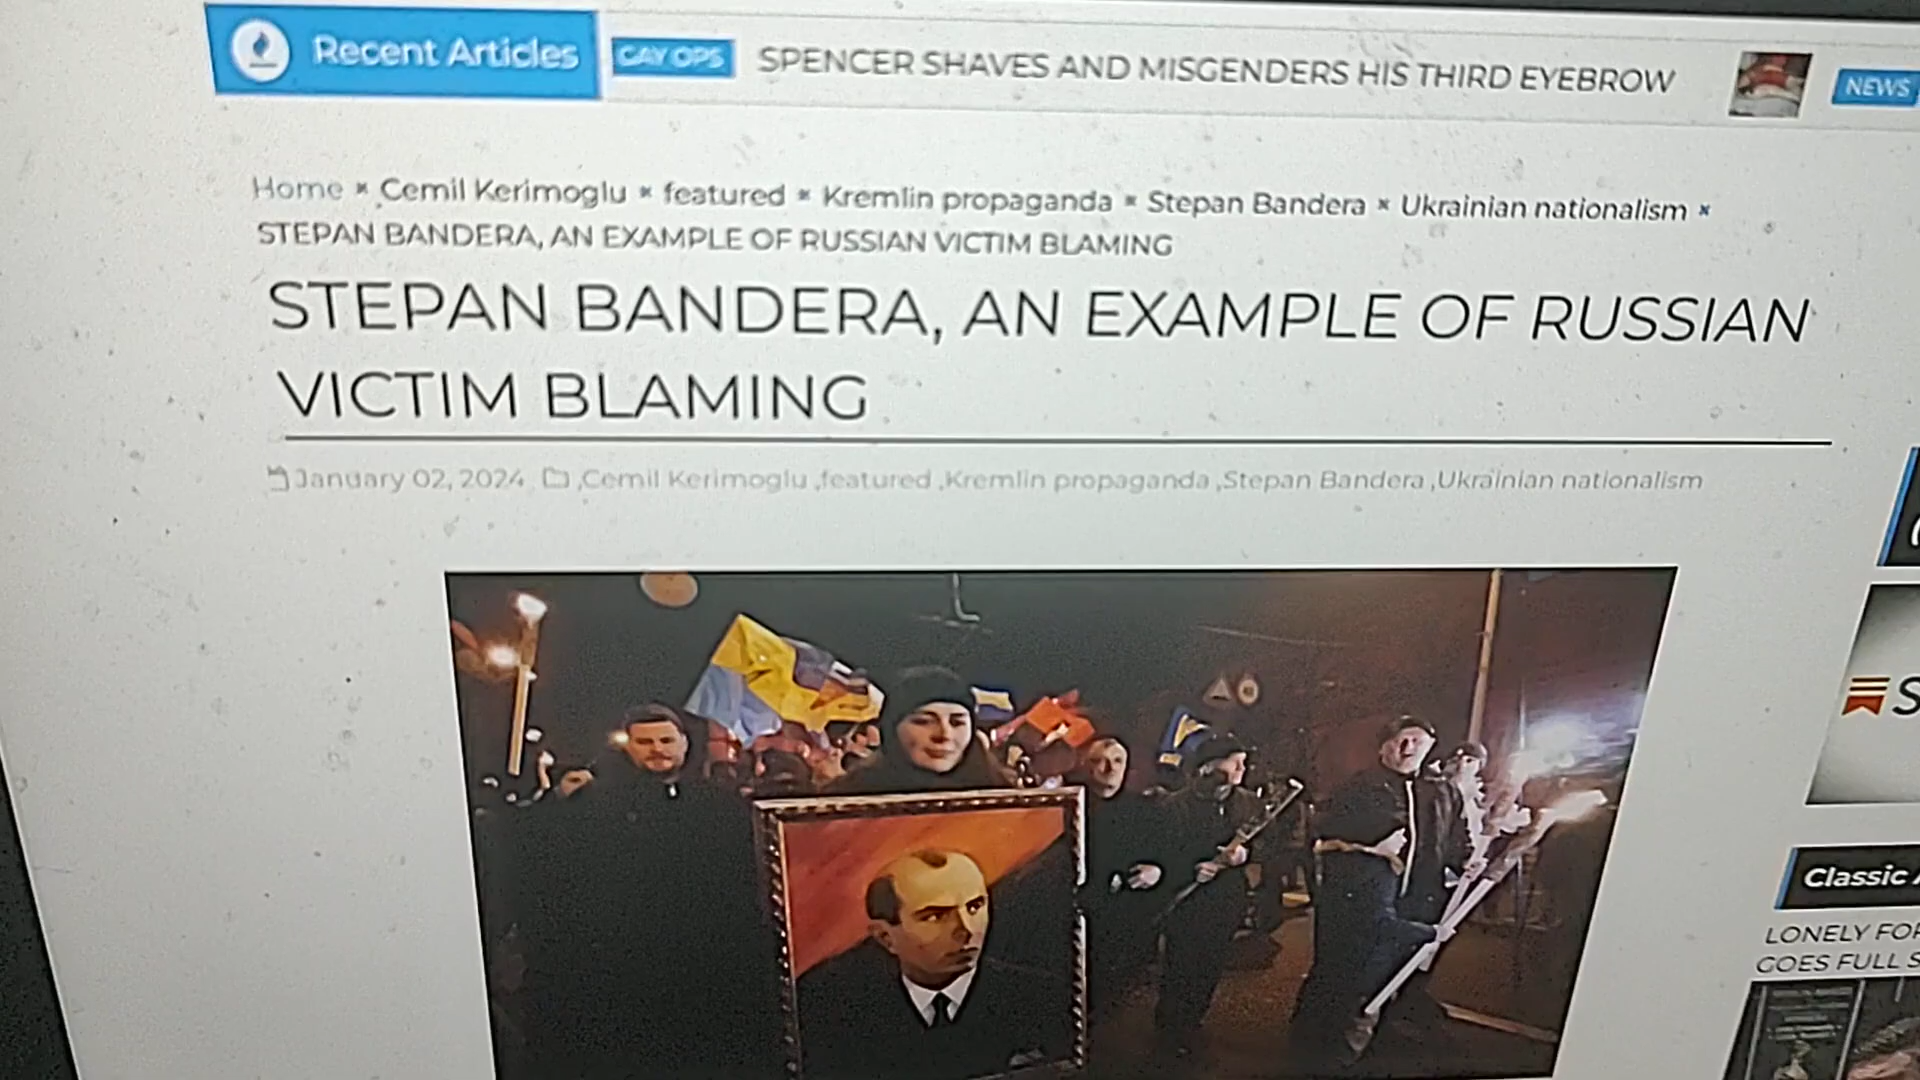 Recent Articles
GAY OPS
SPENCER SHAVES AND MISGENDERS HIS THIRD EYEBROW
NEWS
Home × Cemil Kerimoglu × featured × Kremlin propaganda × Stepan Bandera × Ukrainian nationalism ×
STEPAN BANDERA, AN EXAMPLE OF RUSSIAN VICTIM BLAMING
STEPAN BANDERA, AN EXAMPLE OF RUSSIAN
VICTIM BLAMING
January 02, 2024 ,Cemil Kerimoglu ,featured ,Kremlin propaganda ,Stepan Bandera ,Ukrainian nationalism
S
Classic
LONELY
GOES FULL